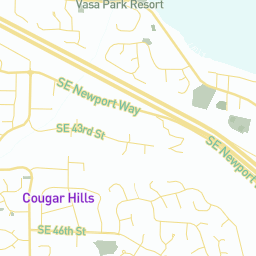 Vasa Park Resort
SE Newport Way
SE 43rd St
SE Newport
Cougar Hills
SE 46th St